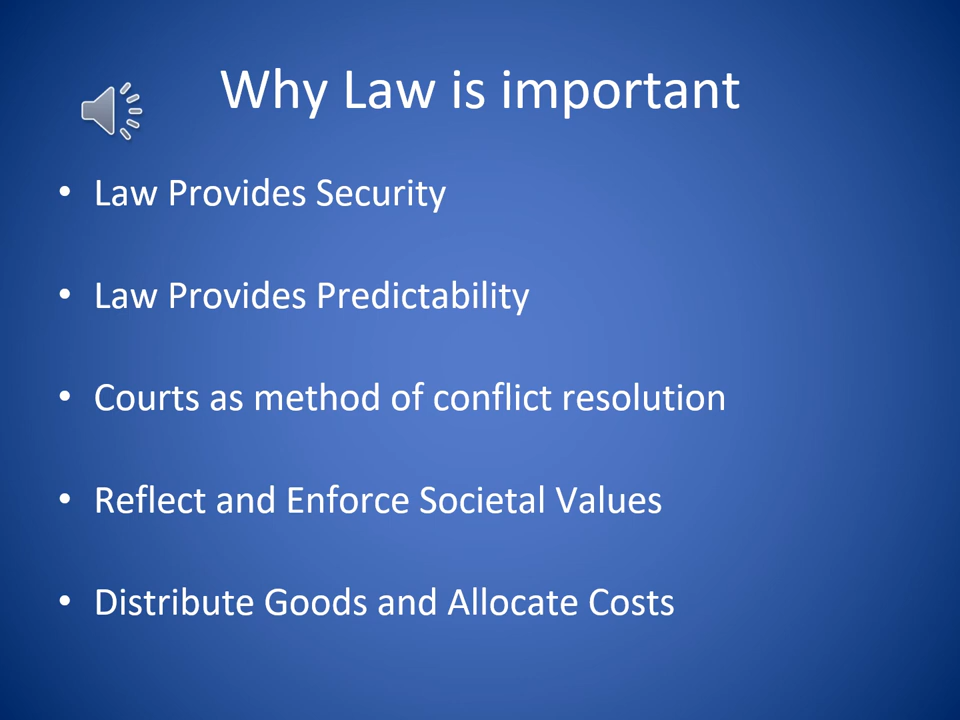 Why Law is important
• Law Provides Security
• Law Provides Predictability
• Courts as method of conflict resolution
• Reflect and Enforce Societal Values
• Distribute Goods and Allocate Costs